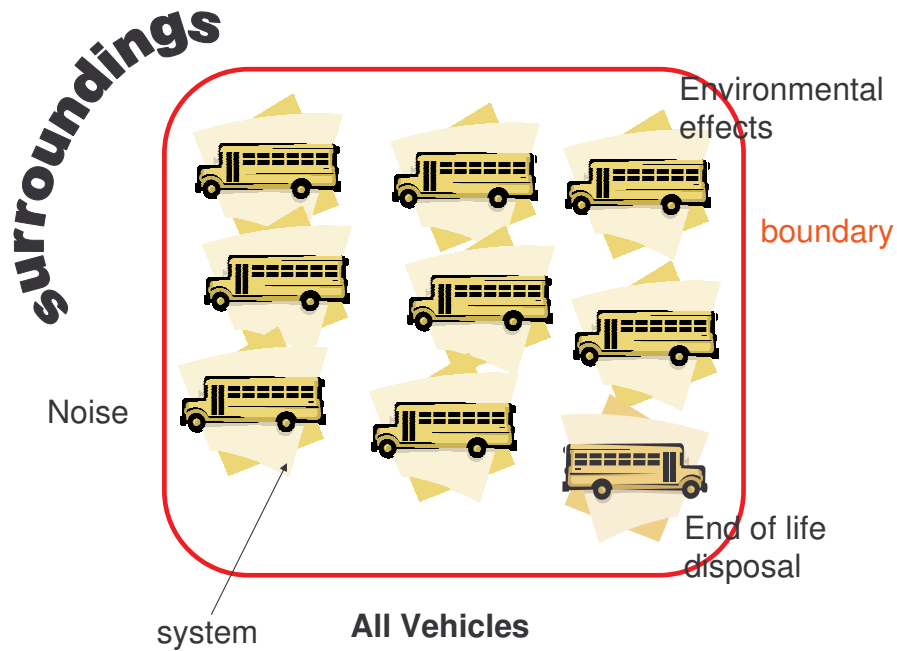 surroundings
Environmental
effects
boundary
Noise
End of life
disposal
system
All Vehicles